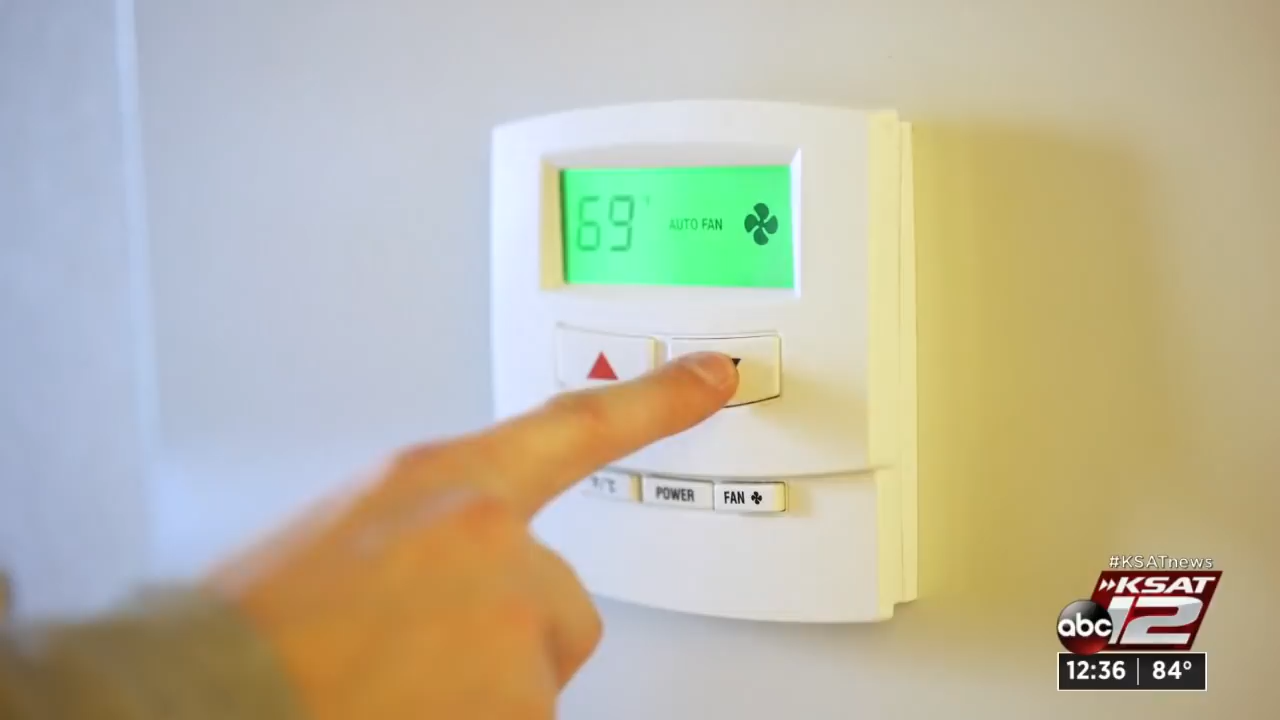 69°
AUTO FAN
°F/°C
POWER
FAN
#KSATnews
KSAT
abc 12
12:36 84°